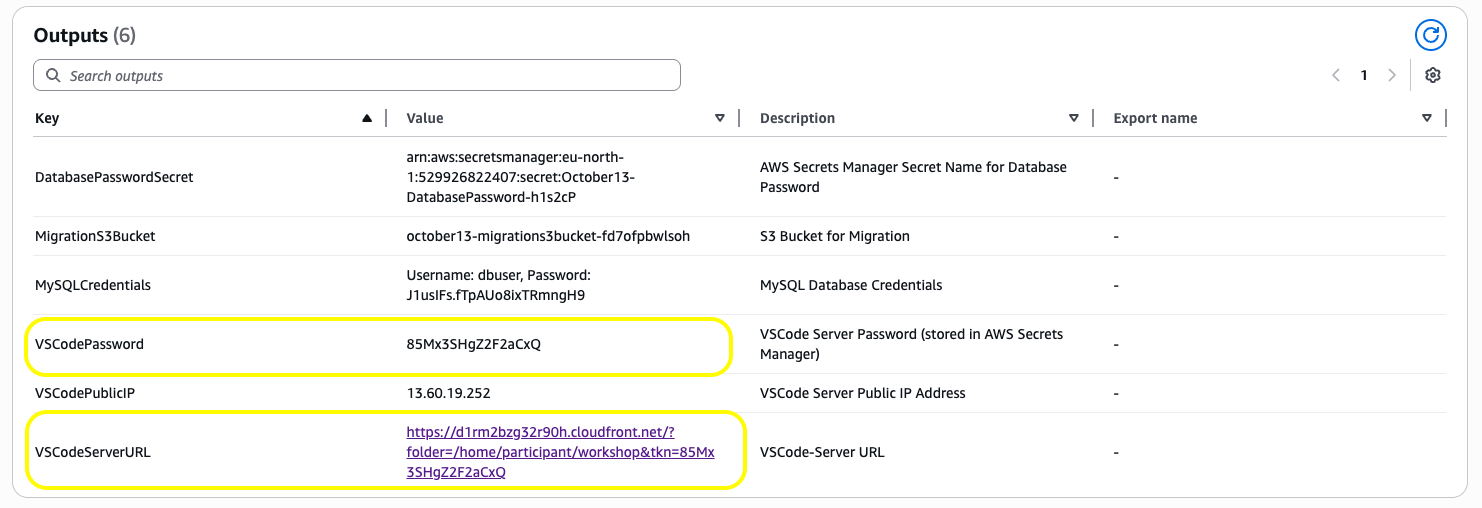 Outputs (6)
Search outputs
1
Key Value Description Export name
DatabasePasswordSecret
arn:aws:secretsmanager:eu-north-
1:529926822407:secret:October13-
DatabasePassword-h1s2cP
AWS Secrets Manager Secret Name for Database
Password
-
MigrationS3Bucket
october13-migrations3bucket-fd7ofpbwlsoh
S3 Bucket for Migration
-
MySQLCredentials
Username: dbuser, Password:
J1usIFs.fTpAUo8ixTRmngH9
MySQL Database Credentials
-
VSCodePassword
85Mx3SHgZ2F2aCxQ
VSCode Server Password (stored in AWS Secrets
Manager)
-
VSCodePublicIP
13.60.19.252
VSCode Server Public IP Address
-
VSCodeServerURL
https://d1rm2bzg32r90h.cloudfront.net/?
folder=/home/participant/workshop&tkn=85Mx
3SHgZ2F2aCxQ
VSCode-Server URL
-